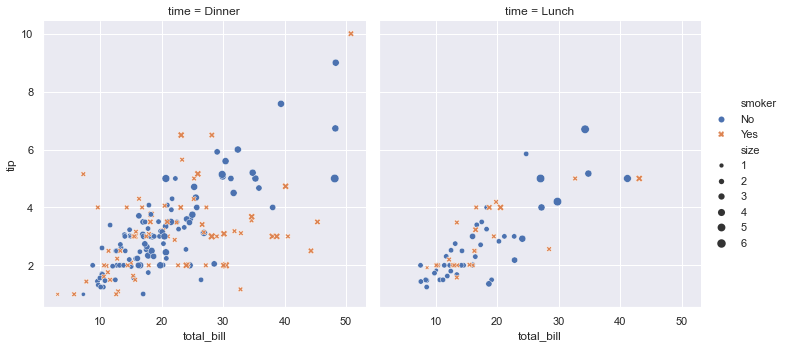 time = Dinner
time = Lunch
tip
10
8
6
4
2
10
20
30
40
50
total_bill
10
20
30
40
50
total_bill
smoker
No
Yes
size
1
2
3
4
5
6